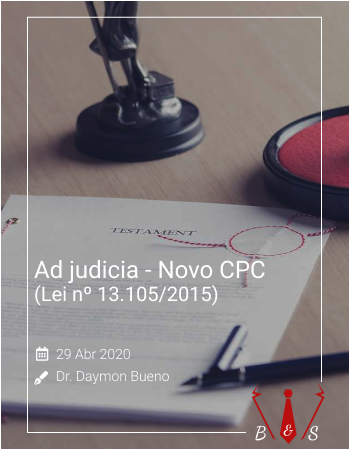 TESTAMENT
Ad judicia - Novo CPC
(Lei nº 13.105/2015)
29 Abr 2020
Dr. Daymon Bueno
B & S